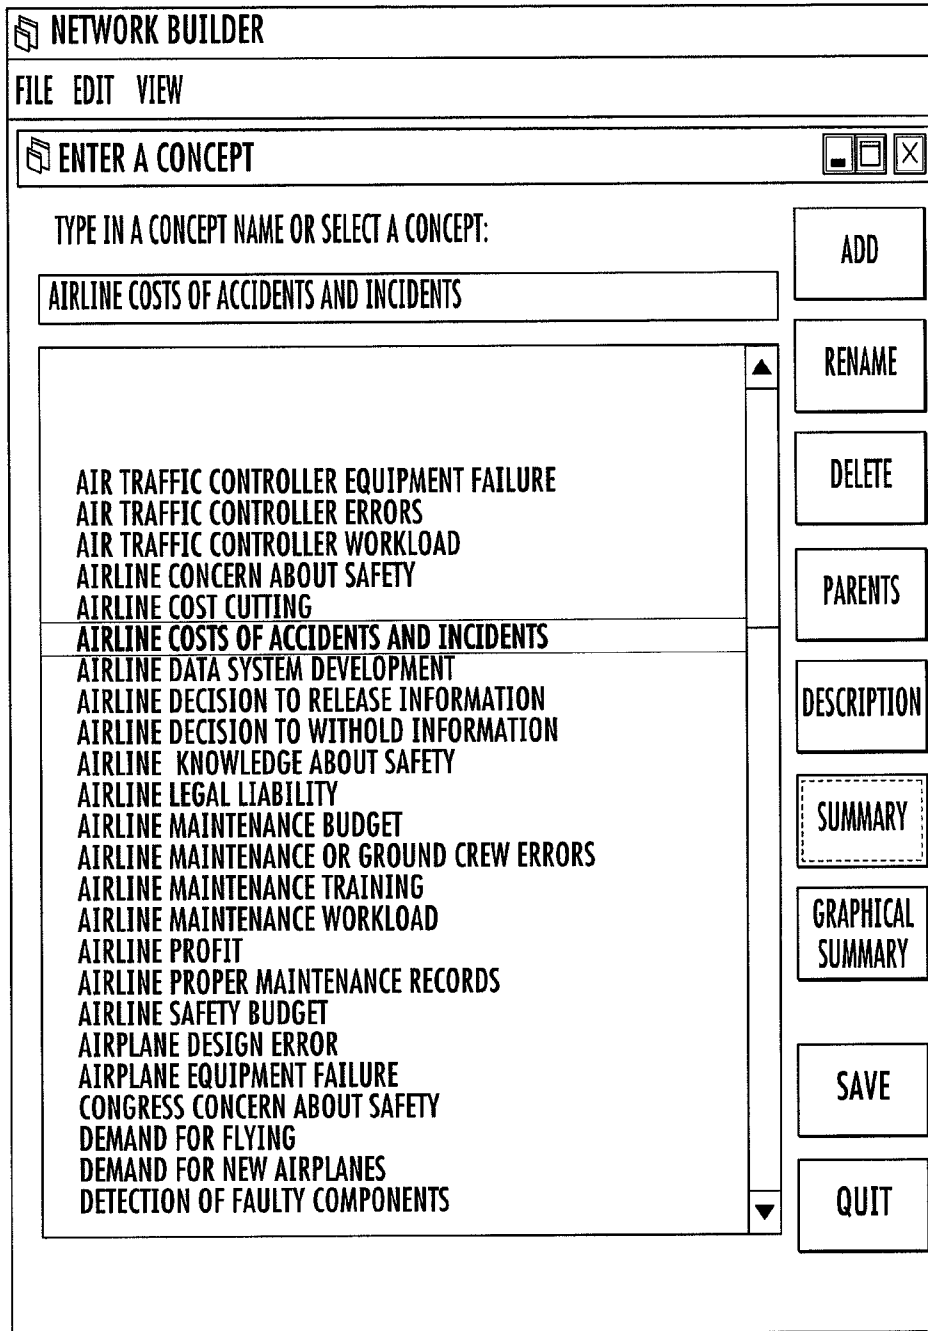 NETWORK BUILDER
FILE EDIT VIEW
ENTER A CONCEPT
TYPE IN A CONCEPT NAME OR SELECT A CONCEPT:
AIRLINE COSTS OF ACCIDENTS AND INCIDENTS
AIR TRAFFIC CONTROLLER EQUIPMENT FAILURE
AIR TRAFFIC CONTROLLER ERRORS
AIR TRAFFIC CONTROLLER WORKLOAD
AIRLINE CONCERN ABOUT SAFETY
AIRLINE COST CUTTING
AIRLINE COSTS OF ACCIDENTS AND INCIDENTS
AIRLINE DATA SYSTEM DEVELOPMENT
AIRLINE DECISION TO RELEASE INFORMATION
AIRLINE DECISION TO WITHOLD INFORMATION
AIRLINE KNOWLEDGE ABOUT SAFETY
AIRLINE LEGAL LIABILITY
AIRLINE MAINTENANCE BUDGET
AIRLINE MAINTENANCE OR GROUND CREW ERRORS
AIRLINE MAINTENANCE TRAINING
AIRLINE MAINTENANCE WORKLOAD
AIRLINE PROFIT
AIRLINE PROPER MAINTENANCE RECORDS
AIRLINE SAFETY BUDGET
AIRPLANE DESIGN ERROR
AIRPLANE EQUIPMENT FAILURE
CONGRESS CONCERN ABOUT SAFETY
DEMAND FOR FLYING
DEMAND FOR NEW AIRPLANES
DETECTION OF FAULTY COMPONENTS
ADD
RENAME
DELETE
PARENTS
DESCRIPTION
SUMMARY
GRAPHICAL
SUMMARY
SAVE
QUIT